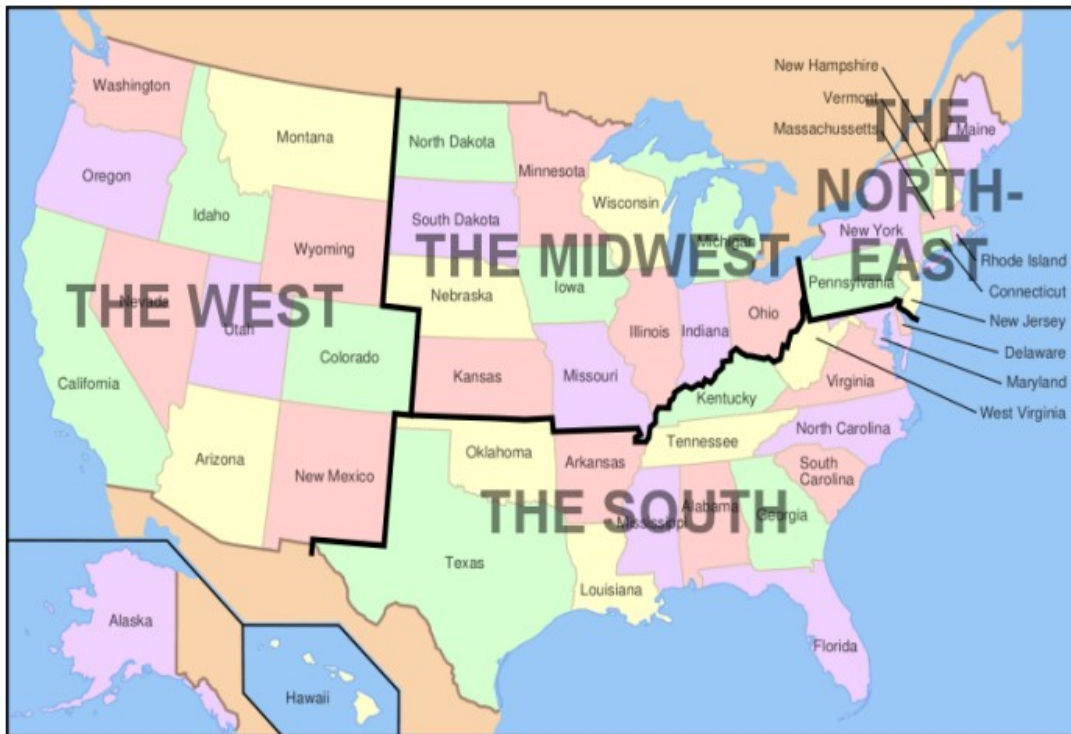 New Hampshire
Vermont
Massachussetts
THE
NORTH-
EAST
Maine
Washington
Montana
North Dakota
Minnesota
Oregon
Idaho
Wyoming
South Dakota
Wisconsin
Michigan
New York
Rhode Island
THE MIDWEST
THE WEST
Nebraska
Iowa
Pennsylvania
Connecticut
New Jersey
Nevada
Utah
Colorado
Illinois
Indiana
Ohio
Delaware
California
Kansas
Missouri
Kentucky
Virginia
Maryland
West Virginia
Arizona
New Mexico
Oklahoma
Arkansas
Tennessee
North Carolina
South
Carolina
THE SOUTH
Mississippi
Alabama
Georgia
Texas
Louisiana
Florida
Alaska
Hawaii